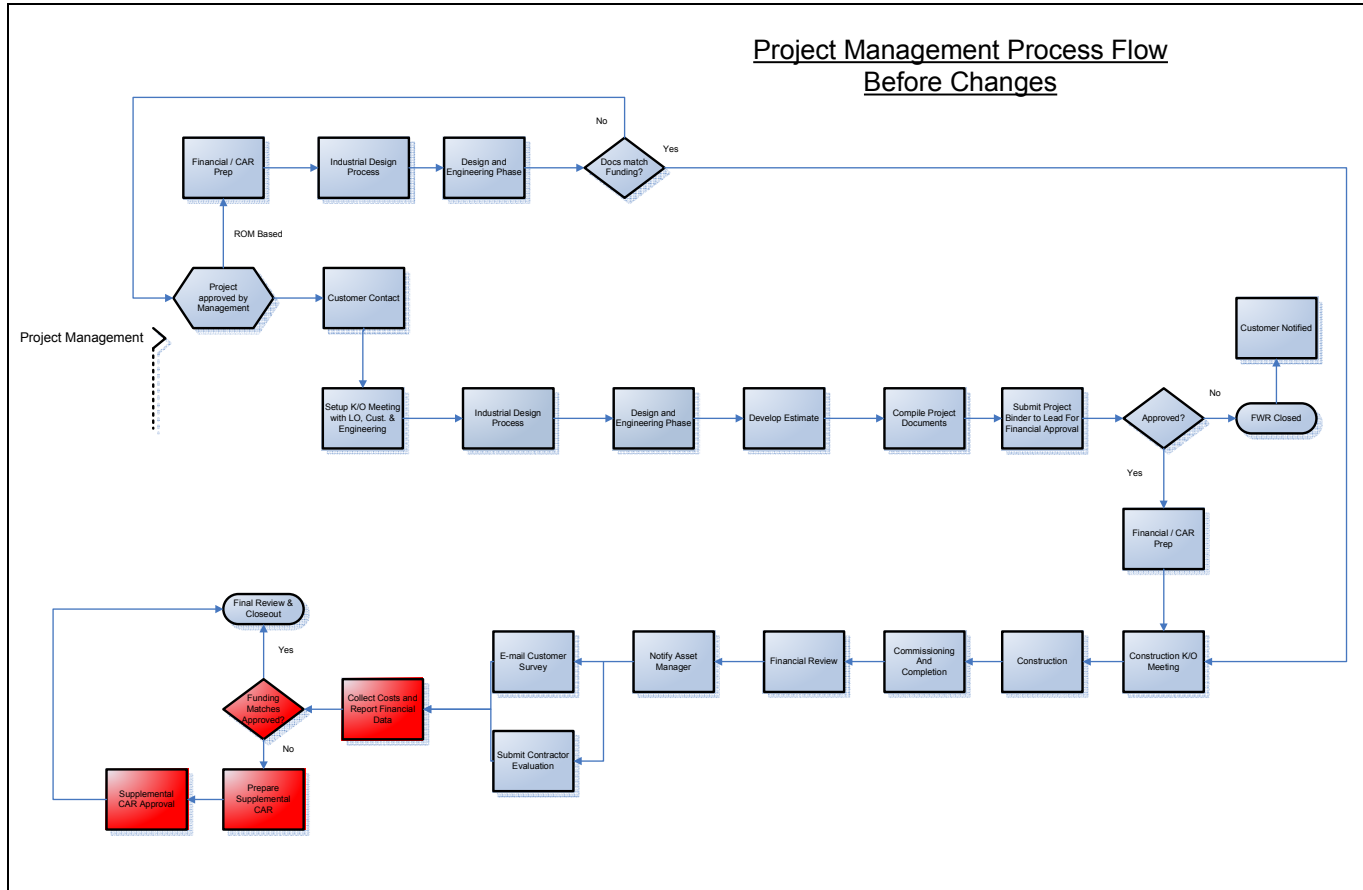 Project Management Process Flow
Before Changes
No
Yes
Financial / CAR
Prep
Industrial Design
Process
Design and
Engineering Phase
Docs match
Funding?
ROM Based
Project
approved by
Management
Customer Contact
Project Management
Customer Notified
Setup K/O Meeting
with LO, Cust. &
Engineering
Industrial Design
Process
Design and
Engineering Phase
Develop Estimate
Compile Project
Documents
Submit Project
Binder to Lead For
Financial Approval
Approved?
No
FWR Closed
Yes
Financial / CAR
Prep
Final Review &
Closeout
Yes
E-mail Customer
Survey
Notify Asset
Manager
Financial Review
Commissioning
And
Completion
Construction
Construction K/O
Meeting
Funding
Matches
Approved?
Collect Costs and
Report Financial
Data
No
Submit Contractor
Evaluation
Supplemental
CAR Approval
Prepare
Supplemental
CAR